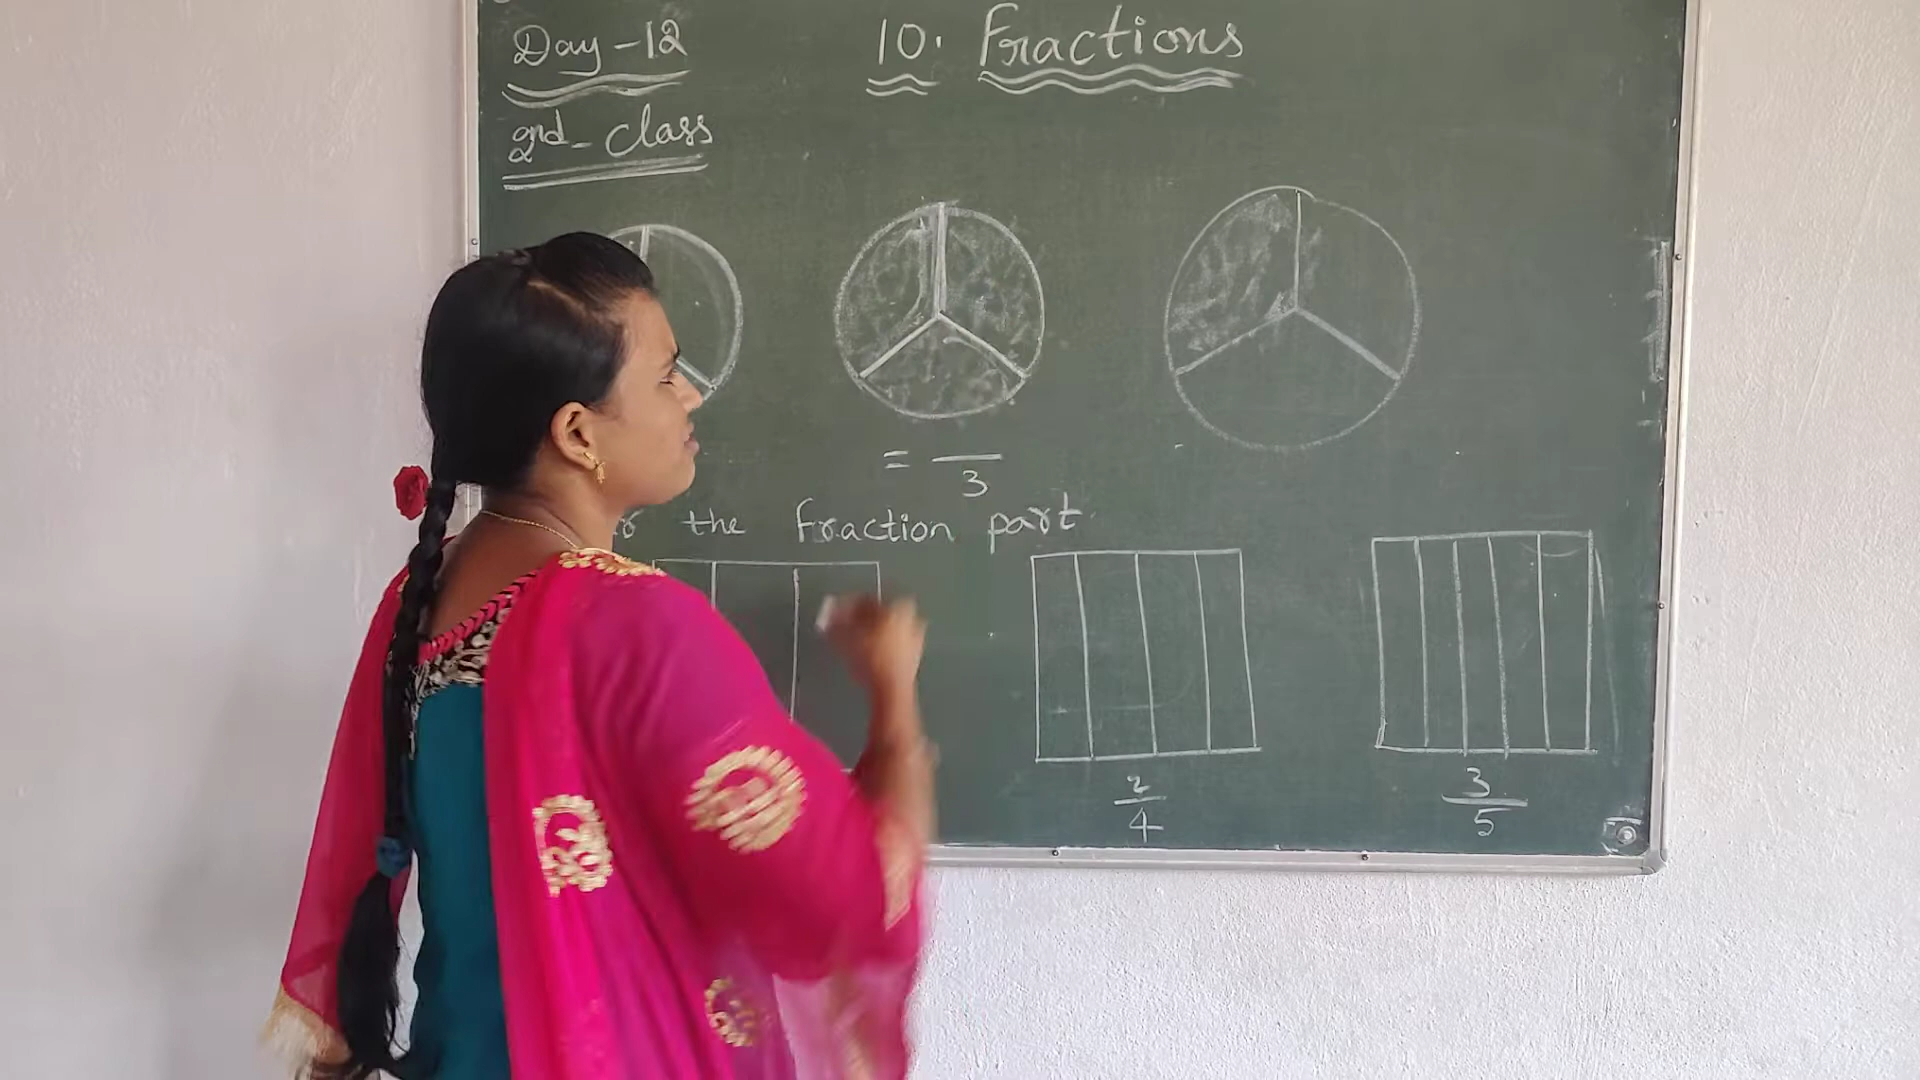 Day-12
10. Fractions
2nd-class
= — 3
the fraction part
2/4
3/5